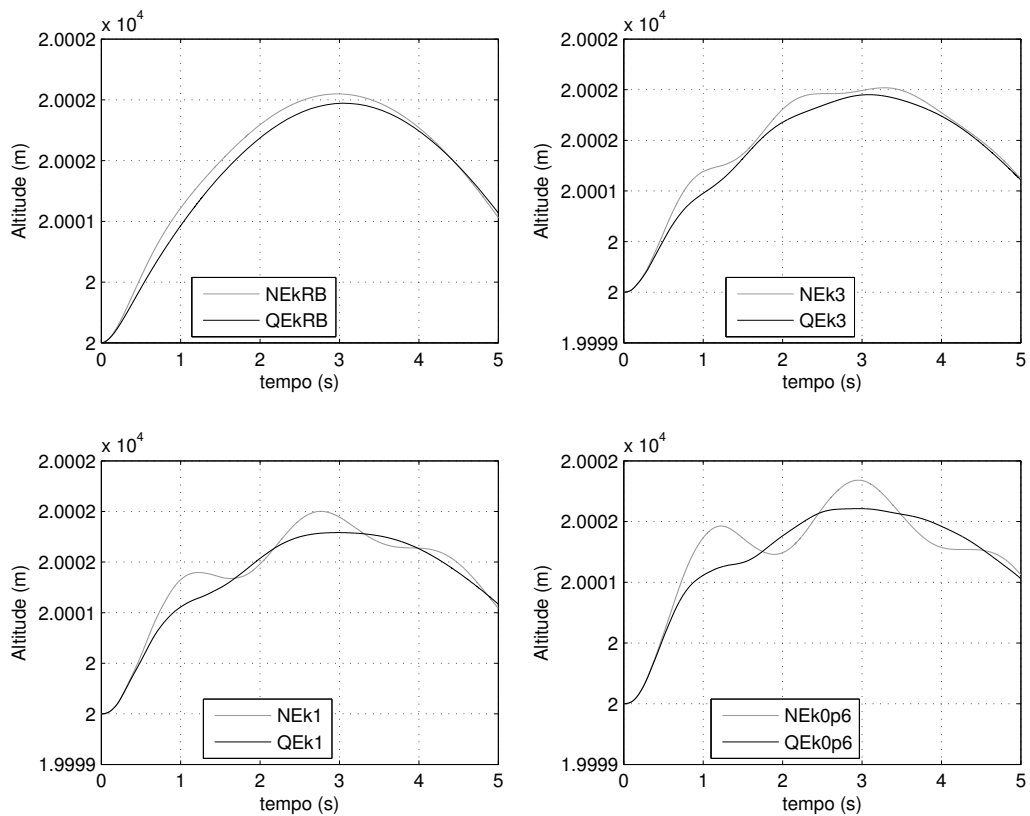 x 10^4
2.0002
2.0002
2.0002
2.0001
2
2
Altitude (m)
0 1 2 3 4 5
tempo (s)
NEkRB
QEkRB
x 10^4
2.0002
2.0002
2.0002
2.0001
2
2
1.9999
Altitude (m)
0 1 2 3 4 5
tempo (s)
NEk3
QEk3
x 10^4
2.0002
2.0002
2.0002
2.0001
2
2
1.9999
Altitude (m)
0 1 2 3 4 5
tempo (s)
NEk1
QEk1
x 10^4
2.0002
2.0002
2.0001
2
2
1.9999
Altitude (m)
0 1 2 3 4 5
tempo (s)
NEk0p6
QEk0p6